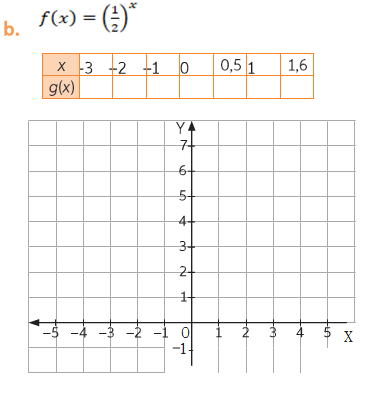 b. f(x) = (1/2)^x
x -3 -2 -1 0 0,5 1 1,6
g(x)
Y
7
6
5
4
3
2
1
-5 -4 -3 -2 -1 0 1 2 3 4 5 X
-1